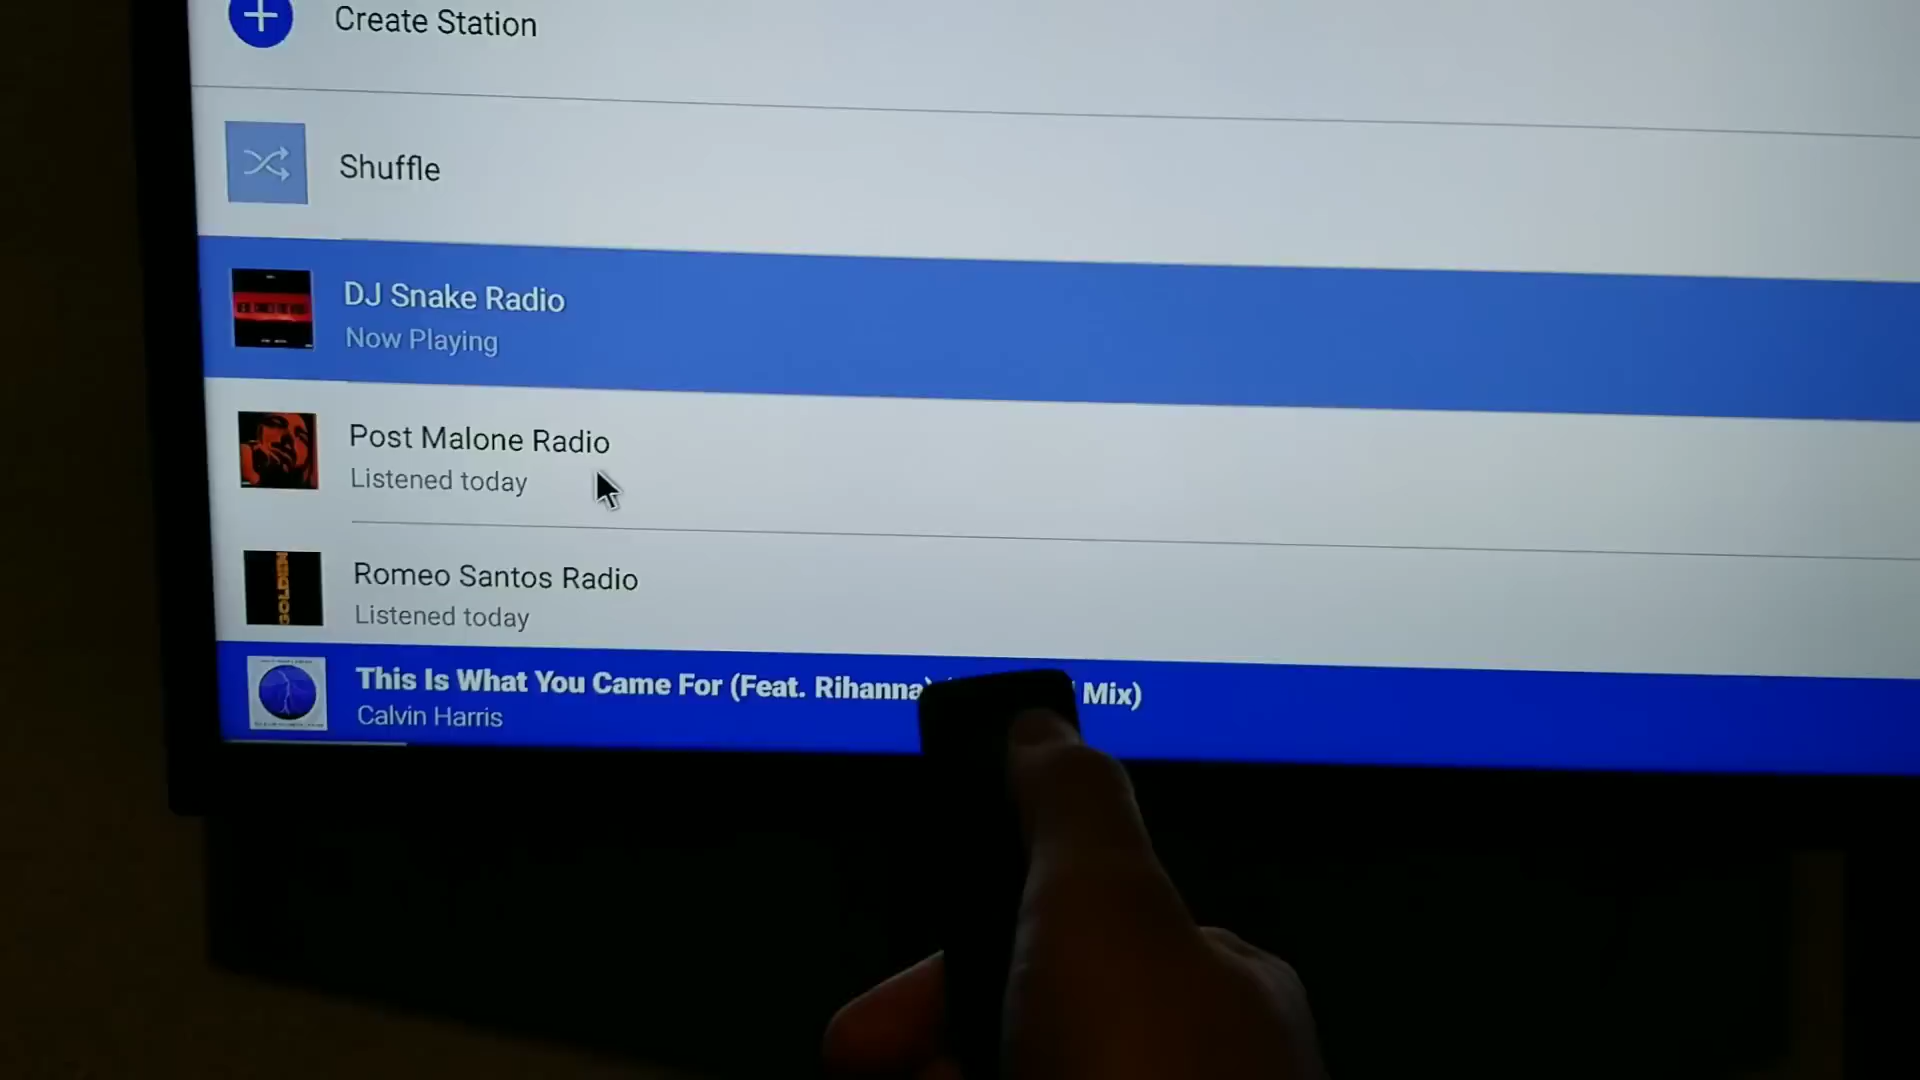 Create Station
Shuffle
DJ Snake Radio
Now Playing
Post Malone Radio
Listened today
Romeo Santos Radio
Listened today
GOLDEN
This Is What You Came For (Feat. Rihanna) Mix)
Calvin Harris